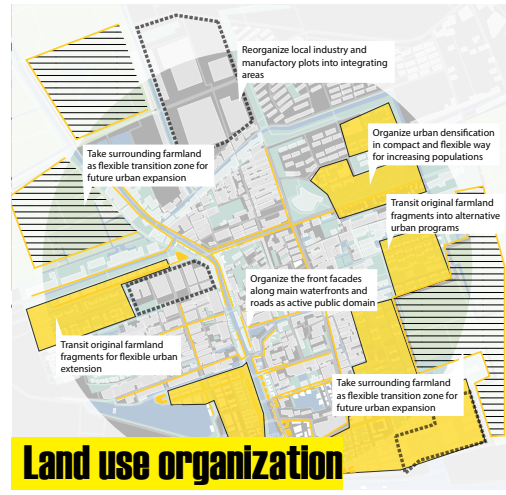 Reorganize local industry and
manufactory plots into integrating
areas
Organize urban densification
in compact and flexible way
for increasing populations
Take surrounding farmland
as flexible transition zone for
future urban expansion
Transit original farmland
fragments into alternative
urban programs
Organize the front facades
along main waterfronts and
roads as active public domain
Transit original farmland
fragments for flexible urban
extension
Take surrounding farmland
as flexible transition zone for
future urban expansion
Land use organization